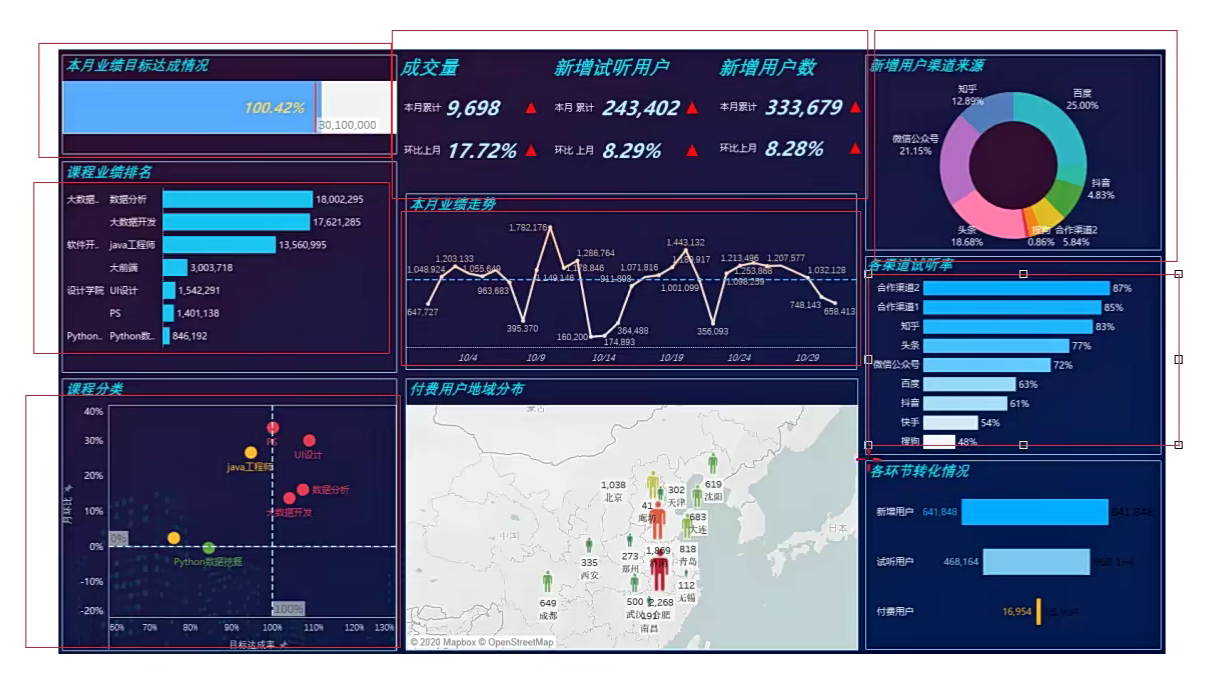 本月业绩目标达成情况
100.42%
30,100,000
成交量
本月累计 9,698
环比上月 17.72%
新增试听用户
本月 累计 243,402
环比 上月 8.29%
新增用户数
本月累计 333,679
环比上月 8.28%
新增用户渠道来源
知乎
12.89%
百度
25.00%
微信公众号
21.15%
抖音
4.83%
头条
18.68%
搜狗
0.86%
合作渠道2
5.84%
课程业绩排名
大数据.. 数据分析 18,002,295
大数据开发 17,621,285
软件开.. java工程师 13,560,995
大前端 3,003,718
设计学院 UI设计 1,542,291
PS 1,401,138
Python.. Python数.. 846,192
本月业绩走势
1,782,176
1,203,133
1,286,764
1,443,132
1,213,496
1,207,577
1,048,924
1,055,649
1,178,846
1,071,816
1,253,868
1,032,128
1,149,146
963,683
1,001,099
1,098,239
647,727
395,370
160,200
174,893
364,488
356,093
748,143
658,413
10/4
10/9
10/14
10/19
10/24
10/29
各渠道试听率
合作渠道2 87%
合作渠道1 85%
知乎 83%
头条 77%
微信公众号 72%
百度 63%
抖音 61%
快手 54%
搜狗 48%
课程分类
40%
30%
20%
10%
0%
-10%
-20%
月环比
PS
UI设计
java工程师
数据分析
大数据开发
Python数据挖掘
0%
100%
60%
70%
80%
90%
100%
110%
120%
130%
目标达成率
付费用户地域分布
蒙古
中国
日本
1,038
北京
302
天津
619
沈阳
41
廊坊
683
大连
335
西安
273
郑州
1,869
818
青岛
112
无锡
649
成都
500
武汉
2,268
合肥
191
南昌
© 2020 Mapbox © OpenStreetMap
各环节转化情况
新增用户 641,848
试听用户 468,164
付费用户 16,954